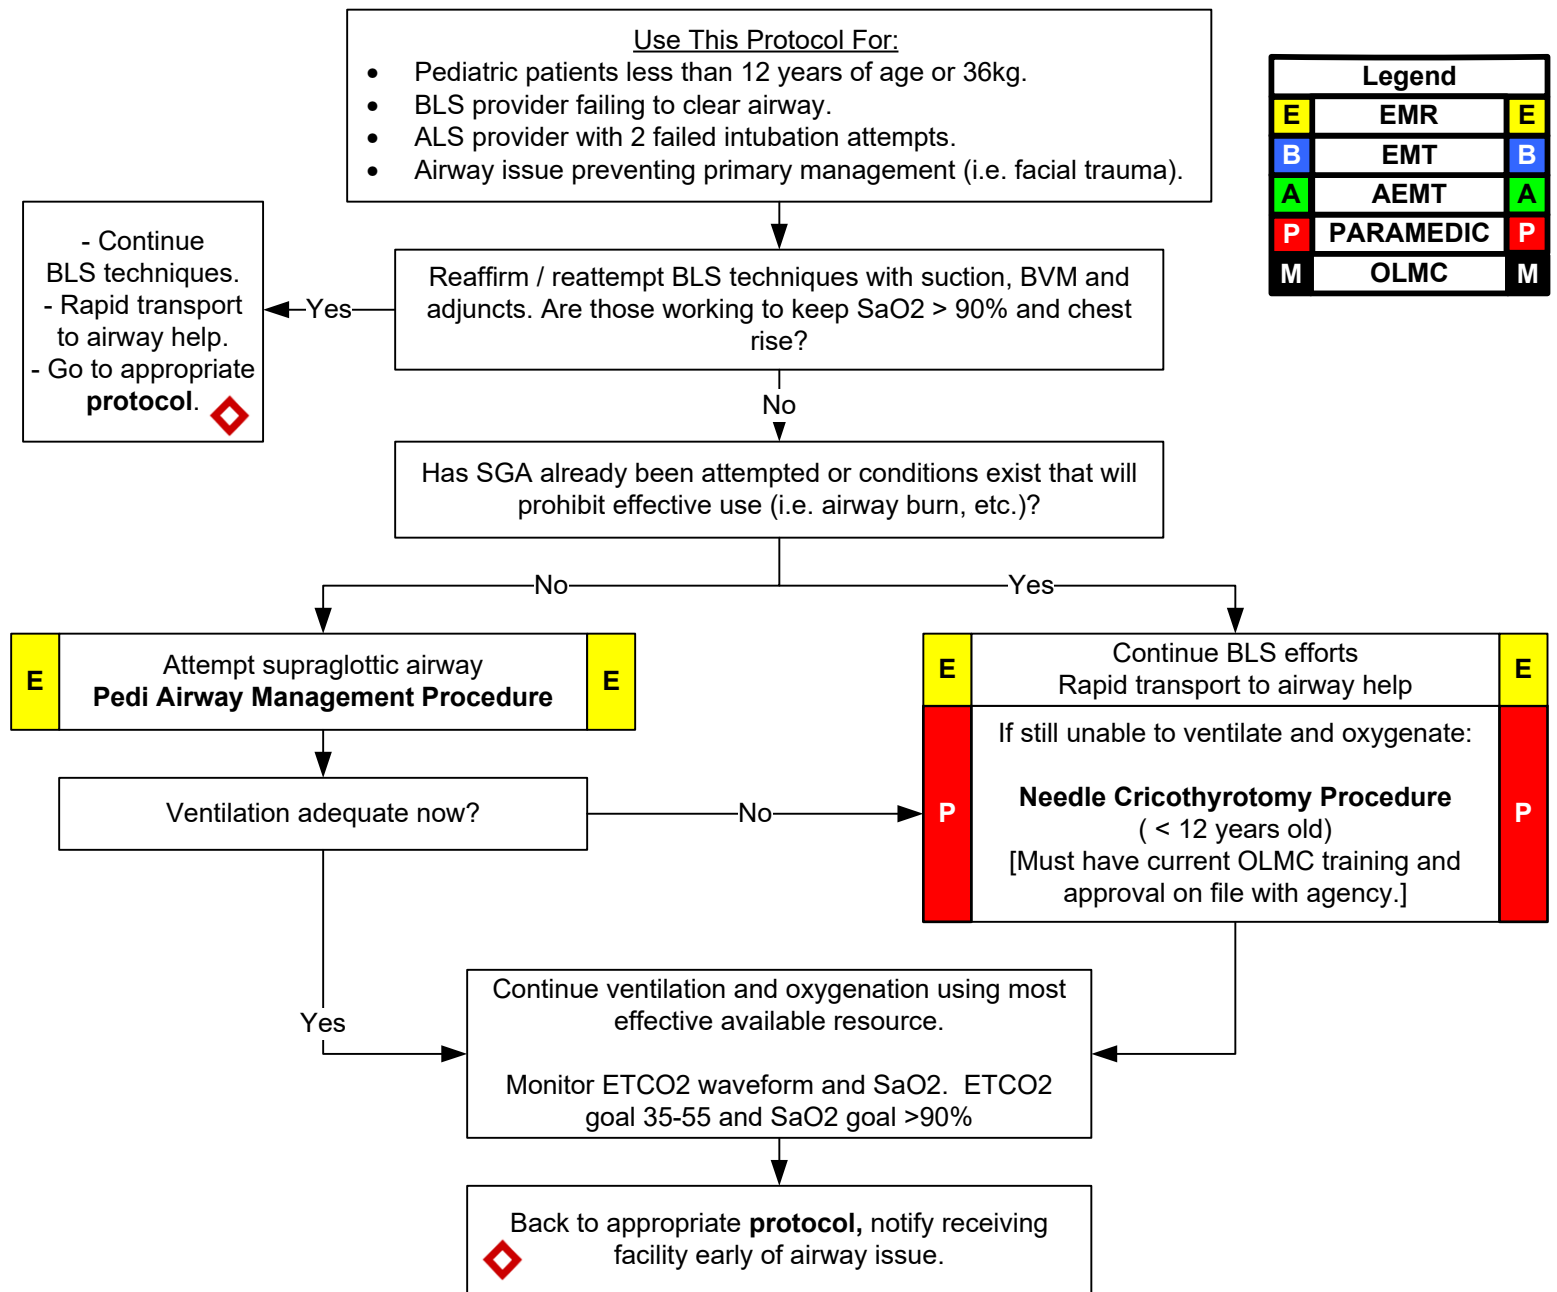 Use This Protocol For:
• Pediatric patients less than 12 years of age or 36kg.
• BLS provider failing to clear airway.
• ALS provider with 2 failed intubation attempts.
• Airway issue preventing primary management (i.e. facial trauma).
Legend
E EMR E
B EMT B
A AEMT A
P PARAMEDIC P
M OLMC M
- Continue
BLS techniques.
- Rapid transport
to airway help.
- Go to appropriate
protocol.
Yes
Reaffirm / reattempt BLS techniques with suction, BVM and
adjuncts. Are those working to keep SaO2 > 90% and chest
rise?
No
Has SGA already been attempted or conditions exist that will
prohibit effective use (i.e. airway burn, etc.)?
No
Yes
E
Attempt supraglottic airway
Pedi Airway Management Procedure
E
E
Continue BLS efforts
Rapid transport to airway help
E
Ventilation adequate now?
No
P
If still unable to ventilate and oxygenate:
Needle Cricothyrotomy Procedure
( < 12 years old)
[Must have current OLMC training and
approval on file with agency.]
P
Yes
Continue ventilation and oxygenation using most
effective available resource.
Monitor ETCO2 waveform and SaO2.  ETCO2
goal 35-55 and SaO2 goal >90%
Back to appropriate protocol, notify receiving
facility early of airway issue.